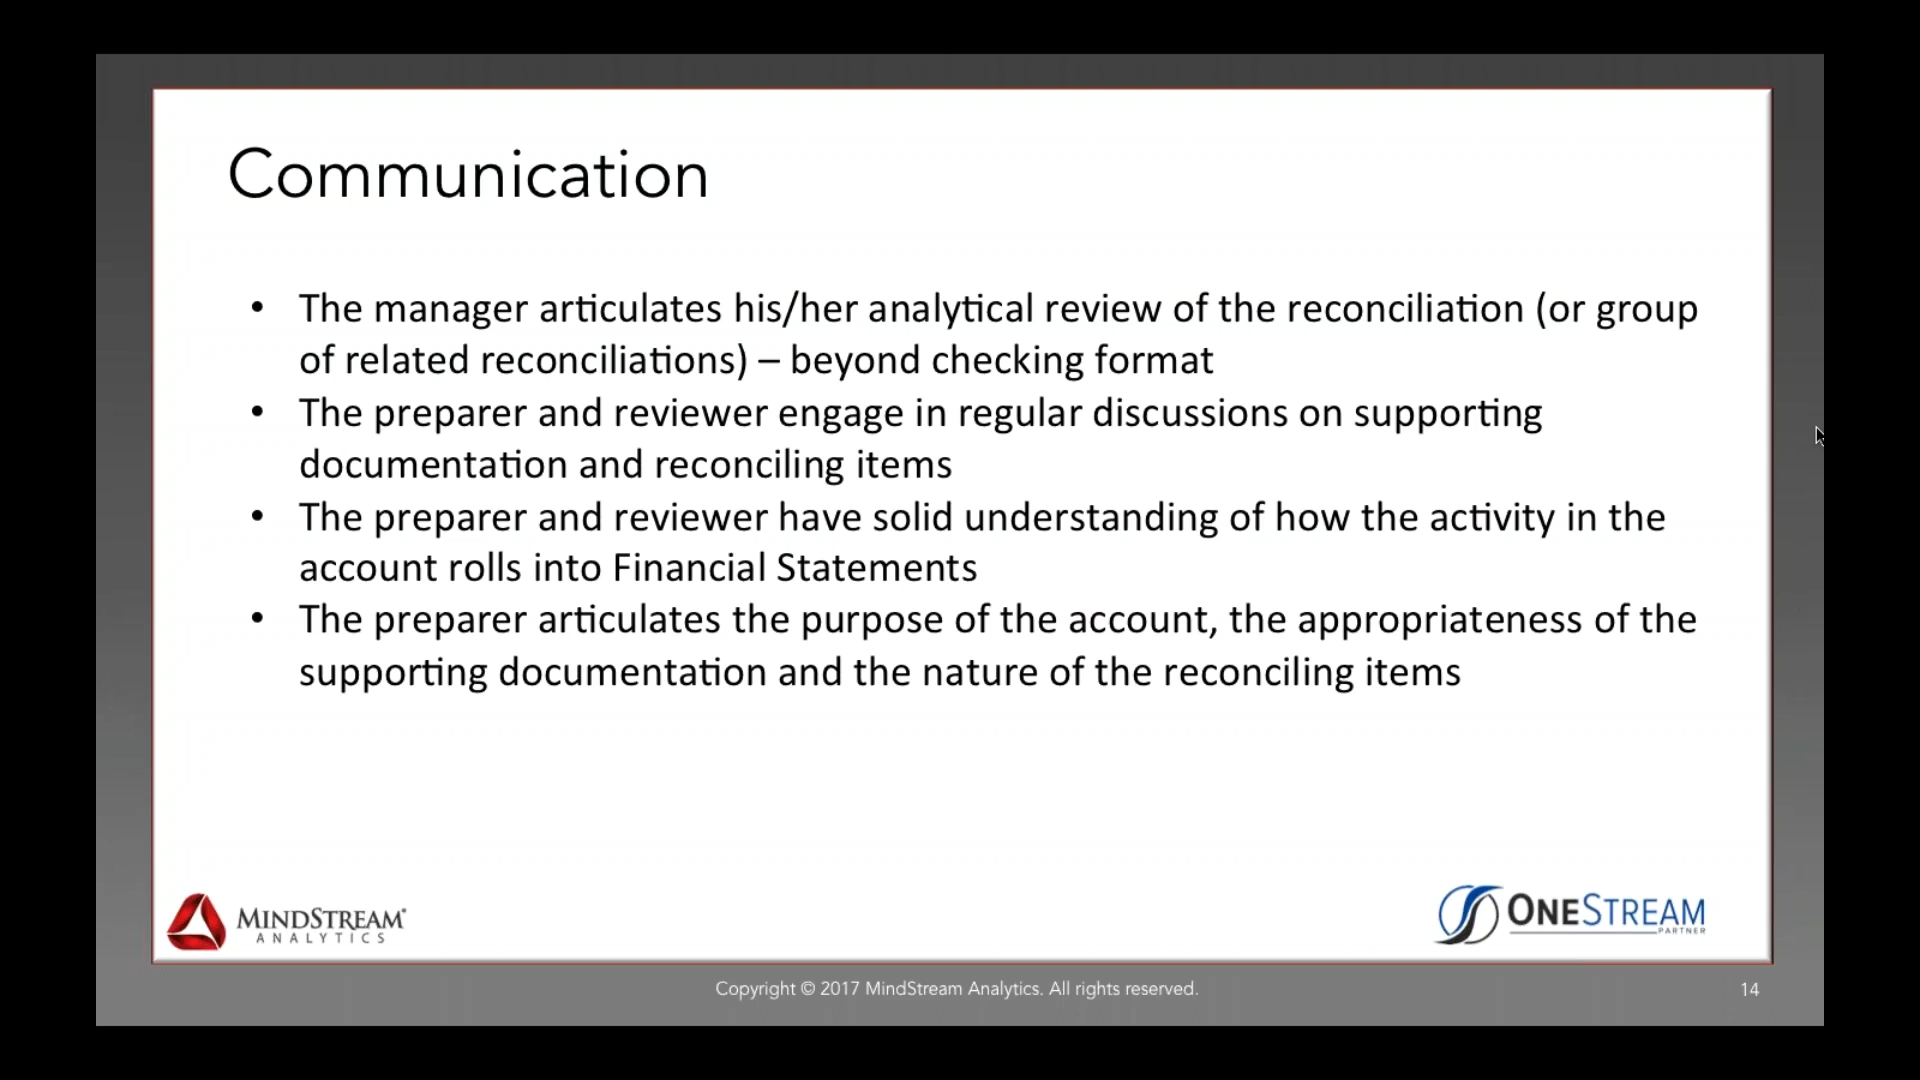 Communication
• The manager articulates his/her analytical review of the reconciliation (or group
of related reconciliations) – beyond checking format
• The preparer and reviewer engage in regular discussions on supporting
documentation and reconciling items
• The preparer and reviewer have solid understanding of how the activity in the
account rolls into Financial Statements
• The preparer articulates the purpose of the account, the appropriateness of the
supporting documentation and the nature of the reconciling items
MINDSTREAM®
ANALYTICS
ONESTREAM
PARTNER
Copyright © 2017 MindStream Analytics. All rights reserved.
14